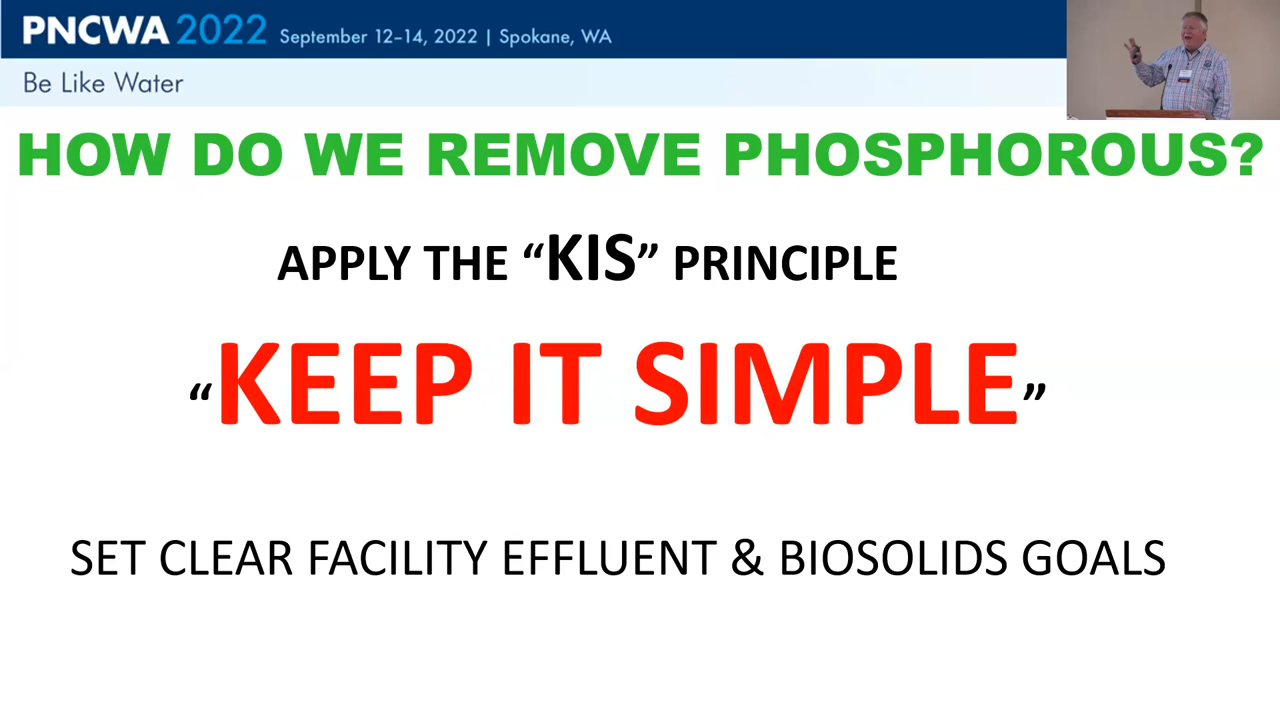 PNCWA 2022 September 12–14, 2022 | Spokane, WA
Be Like Water
HOW DO WE REMOVE PHOSPHOROUS?
APPLY THE “KIS” PRINCIPLE
“KEEP IT SIMPLE”
SET CLEAR FACILITY EFFLUENT & BIOSOLIDS GOALS